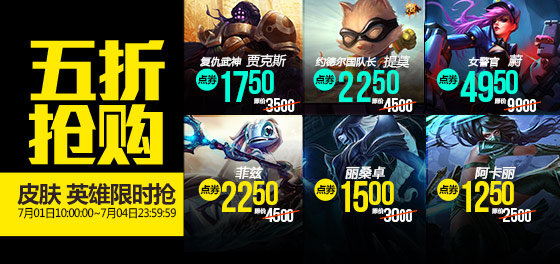 五折
抢购
皮肤 英雄限时抢
7月01日10:00:00~7月04日23:59:59
复仇武神 贾克斯
点券 1750
原价 3500
约德尔国队长 提莫
点券 2250
原价 4500
女警官 蔚
点券 4950
原价 9900
菲兹
点券 2250
原价 4500
丽桑卓
点券 1500
原价 3000
阿卡丽
点券 1250
原价 2500